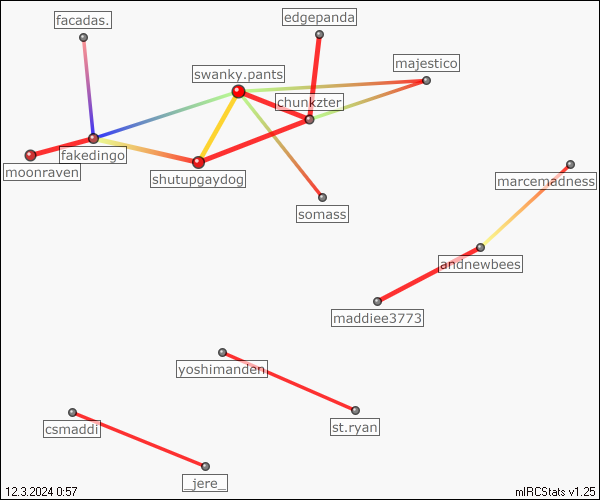 facadas.
edgepanda
majestico
swanky.pants
chunkzter
fakedingo
moonraven
shutupgaydog
marcemadness
somass
andnewbees
maddiee3773
yoshimanden
csmaddi
st.ryan
_jere_
12.3.2024 0:57
mIRCStats v1.25